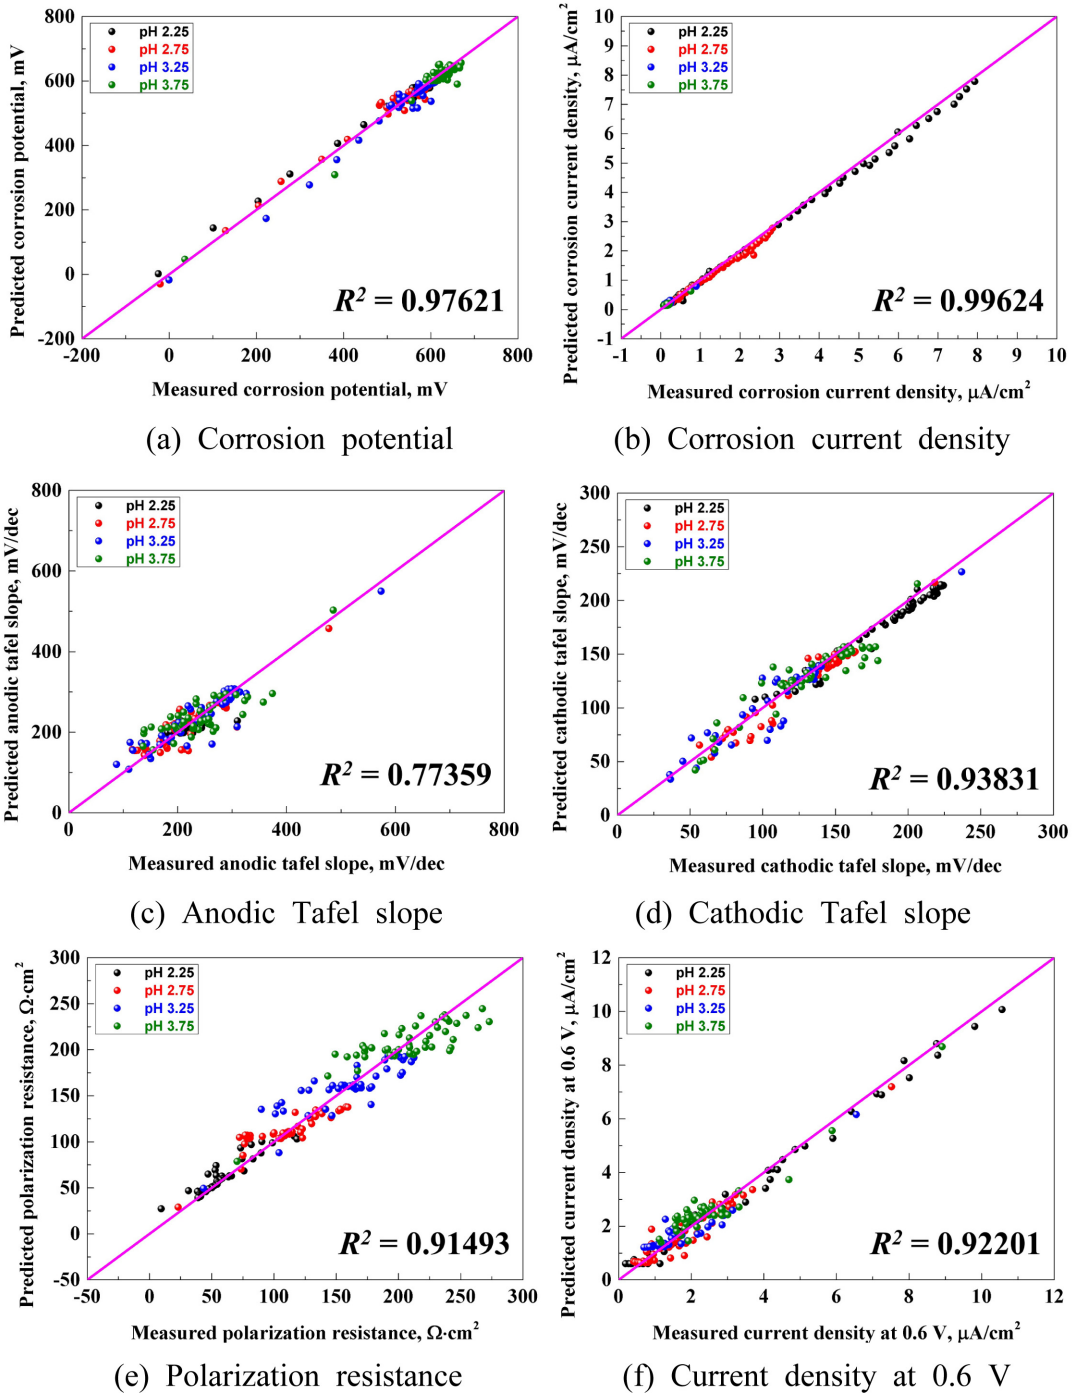 800
600
400
200
0
-200
-200
0
200
400
600
800
Predicted corrosion potential, mV
pH 2.25
pH 2.75
pH 3.25
pH 3.75
R² = 0.97621
Measured corrosion potential, mV
(a) Corrosion potential
10
9
8
7
6
5
4
3
2
1
0
-1
-1
0
1
2
3
4
5
6
7
8
9
10
Predicted corrosion current density, μA/cm²
pH 2.25
pH 2.75
pH 3.25
pH 3.75
R² = 0.99624
Measured corrosion current density, μA/cm²
(b) Corrosion current density
800
600
400
200
0
0
200
400
600
800
Predicted anodic tafel slope, mV/dec
pH 2.25
pH 2.75
pH 3.25
pH 3.75
R² = 0.77359
Measured anodic tafel slope, mV/dec
(c) Anodic Tafel slope
300
250
200
150
100
50
0
0
50
100
150
200
250
300
Predicted cathodic tafel slope, mV/dec
pH 2.25
pH 2.75
pH 3.25
pH 3.75
R² = 0.93831
Measured cathodic tafel slope, mV/dec
(d) Cathodic Tafel slope
300
250
200
150
100
50
0
-50
-50
0
50
100
150
200
250
300
Predicted polarization resistance, Ω·cm²
pH 2.25
pH 2.75
pH 3.25
pH 3.75
R² = 0.91493
Measured polarization resistance, Ω·cm²
(e) Polarization resistance
12
10
8
6
4
2
0
0
2
4
6
8
10
12
Predicted current density at 0.6 V, μA/cm²
pH 2.25
pH 2.75
pH 3.25
pH 3.75
R² = 0.92201
Measured current density at 0.6 V, μA/cm²
(f) Current density at 0.6 V